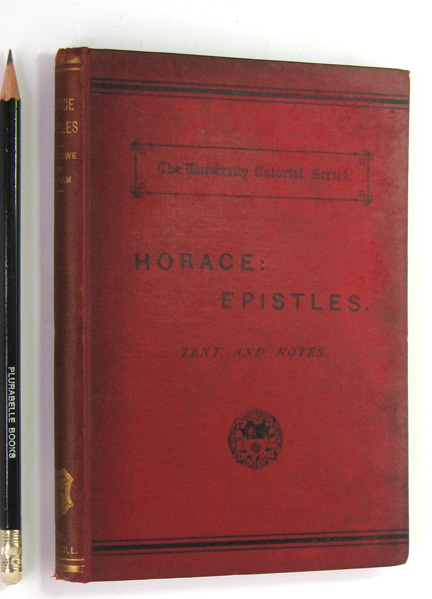 The University Tutorial Series.
HORACE:
EPISTLES.
TEXT AND NOTES.
PLURABELLE BOOKS